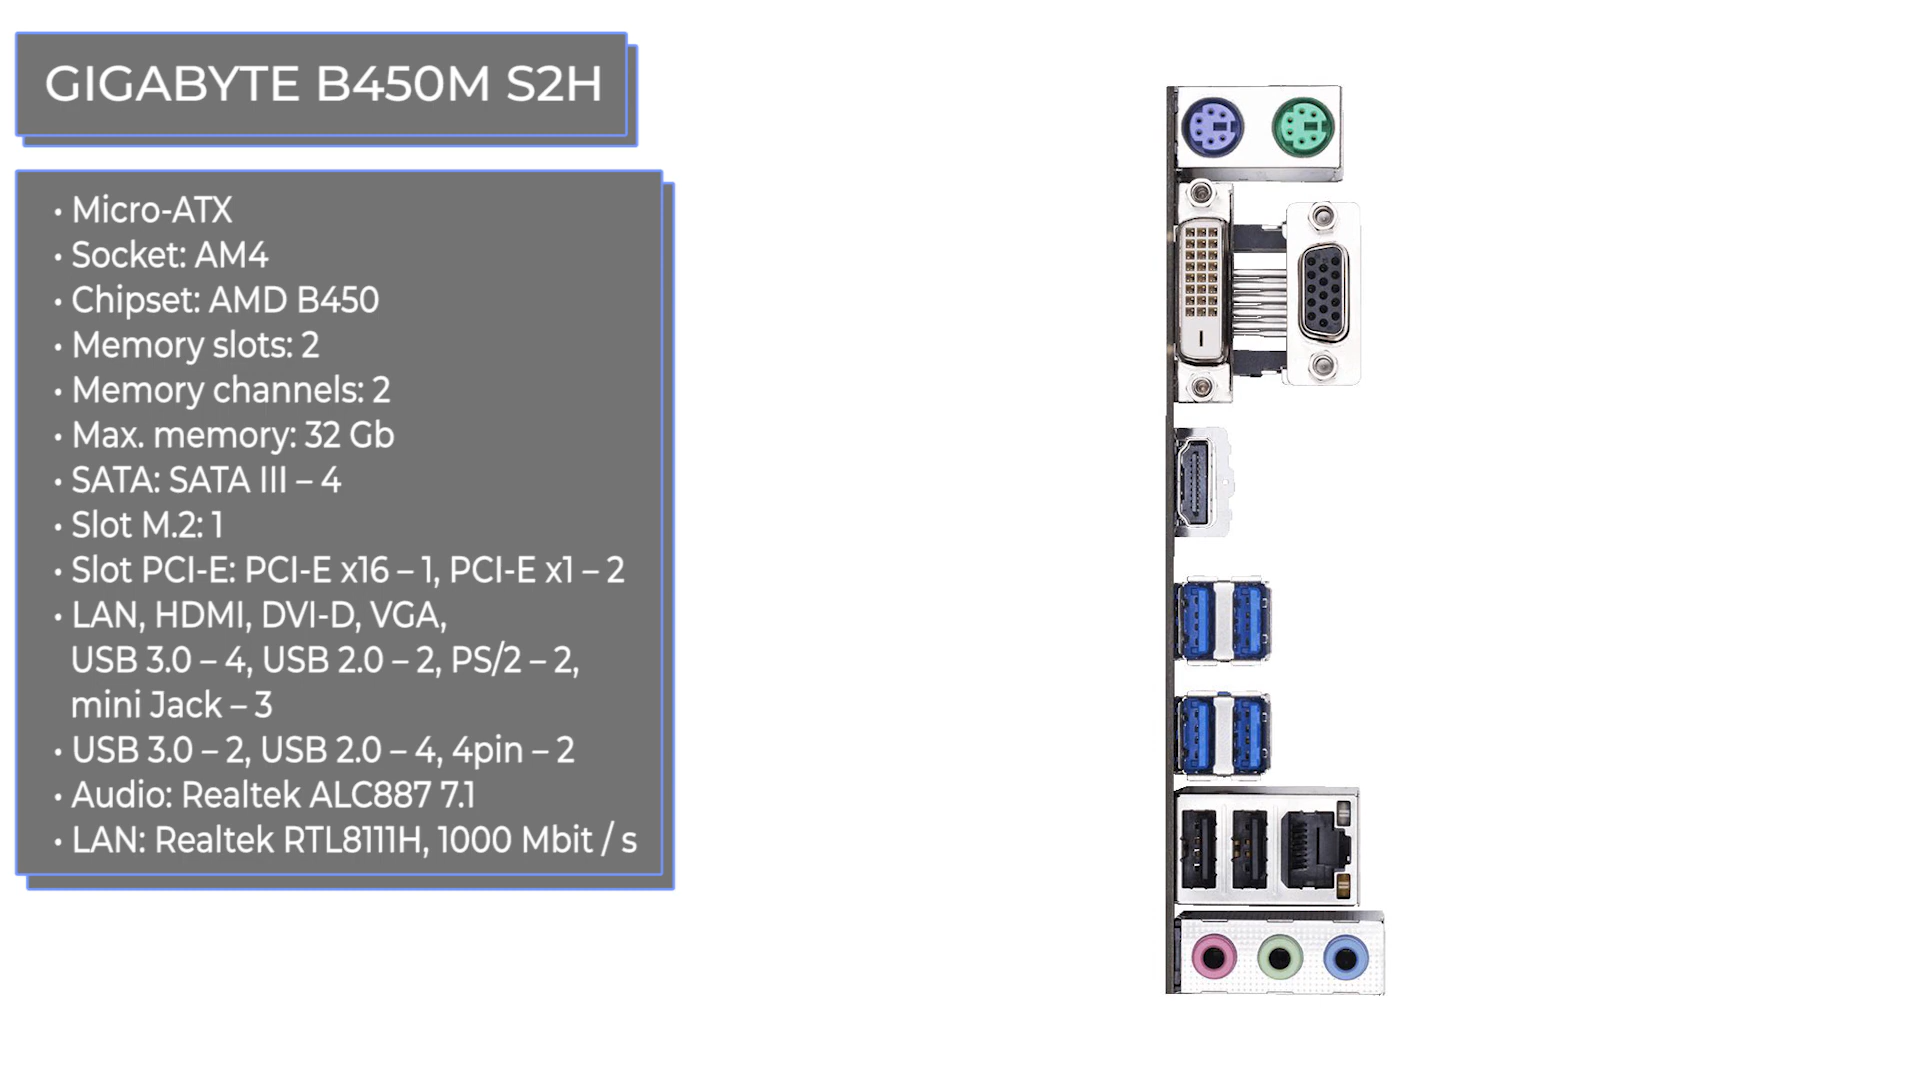 GIGABYTE B450M S2H
• Micro-ATX
• Socket: AM4
• Chipset: AMD B450
• Memory slots: 2
• Memory channels: 2
• Max. memory: 32 Gb
• SATA: SATA III – 4
• Slot M.2: 1
• Slot PCI-E: PCI-E x16 – 1, PCI-E x1 – 2
• LAN, HDMI, DVI-D, VGA,
USB 3.0 – 4, USB 2.0 – 2, PS/2 – 2,
mini Jack – 3
• USB 3.0 – 2, USB 2.0 – 4, 4pin – 2
• Audio: Realtek ALC887 7.1
• LAN: Realtek RTL8111H, 1000 Mbit / s